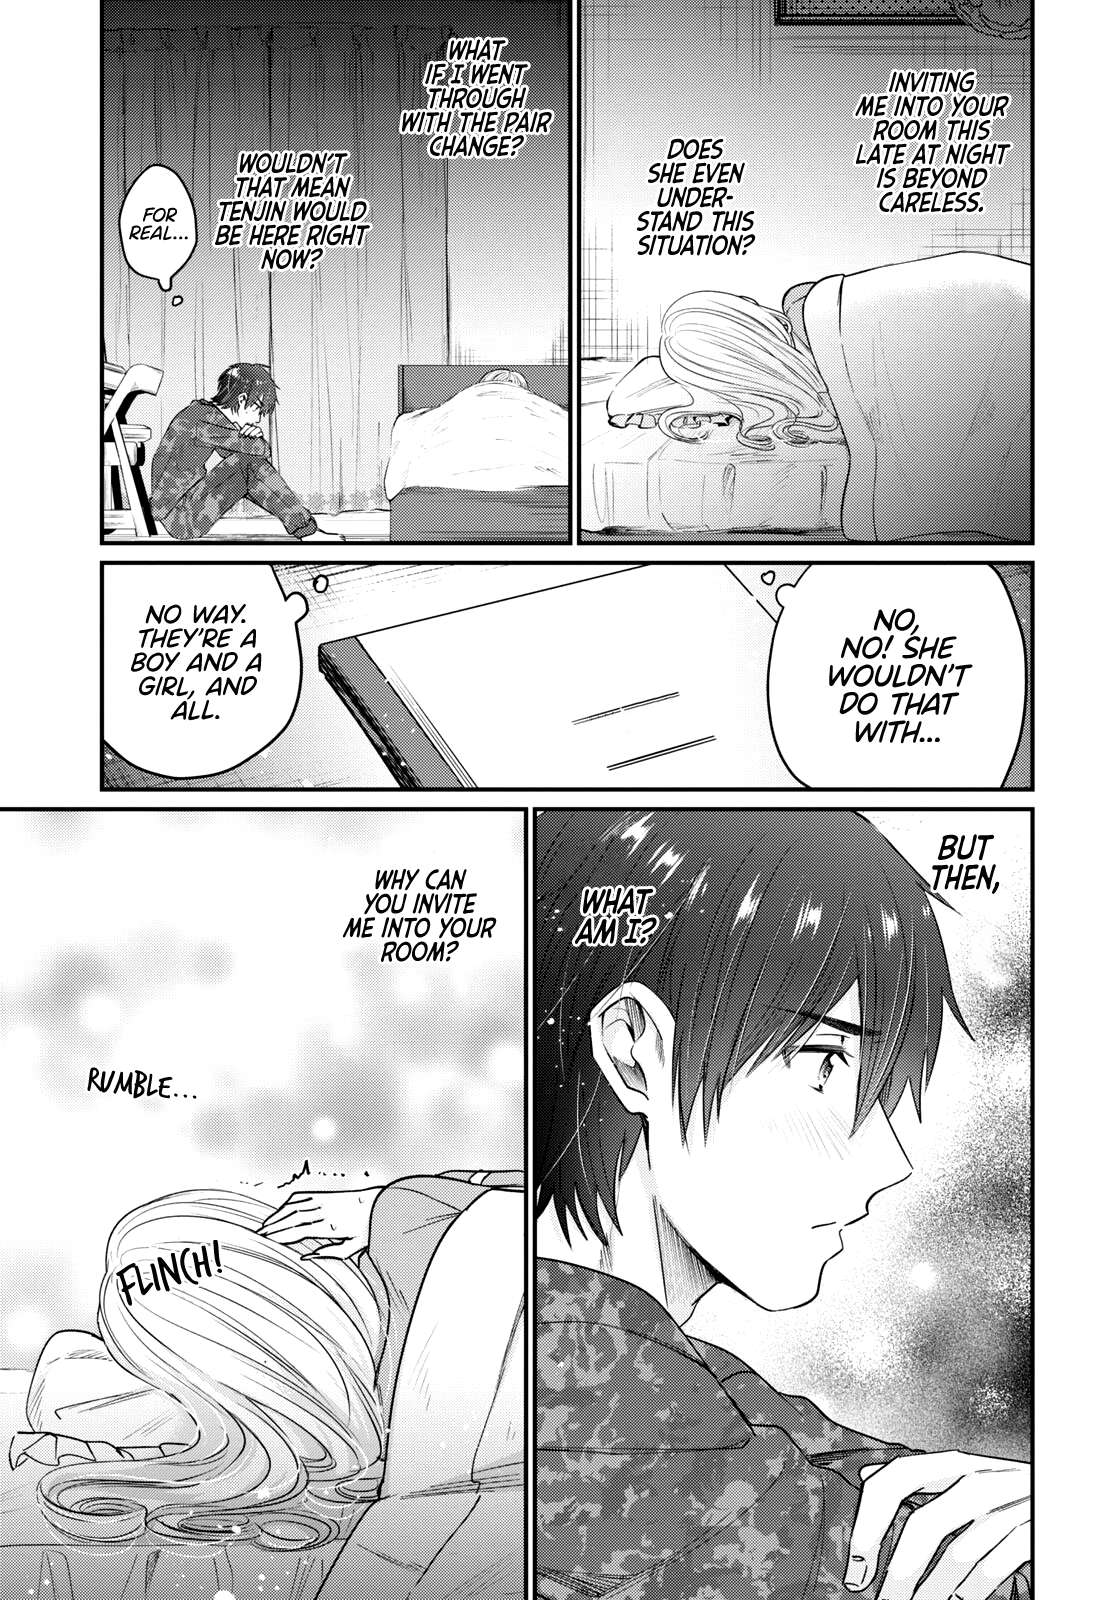 INVITING
ME INTO YOUR
ROOM THIS
LATE AT NIGHT
IS BEYOND
CARELESS.
DOES
SHE EVEN
UNDER-
STAND THIS
SITUATION?
WHAT
IF I WENT
THROUGH
WITH THE PAIR
CHANGE?
WOULDN'T
THAT MEAN
TENJIN WOULD
BE HERE RIGHT
NOW?
FOR
REAL...
NO,
NO! SHE
WOULDN'T
DO THAT
WITH...
NO WAY.
THEY'RE A
BOY AND A
GIRL, AND
ALL.
BUT
THEN,
WHAT
AM I?
WHY CAN
YOU INVITE
ME INTO YOUR
ROOM?
RUMBLE...
FLINCH!